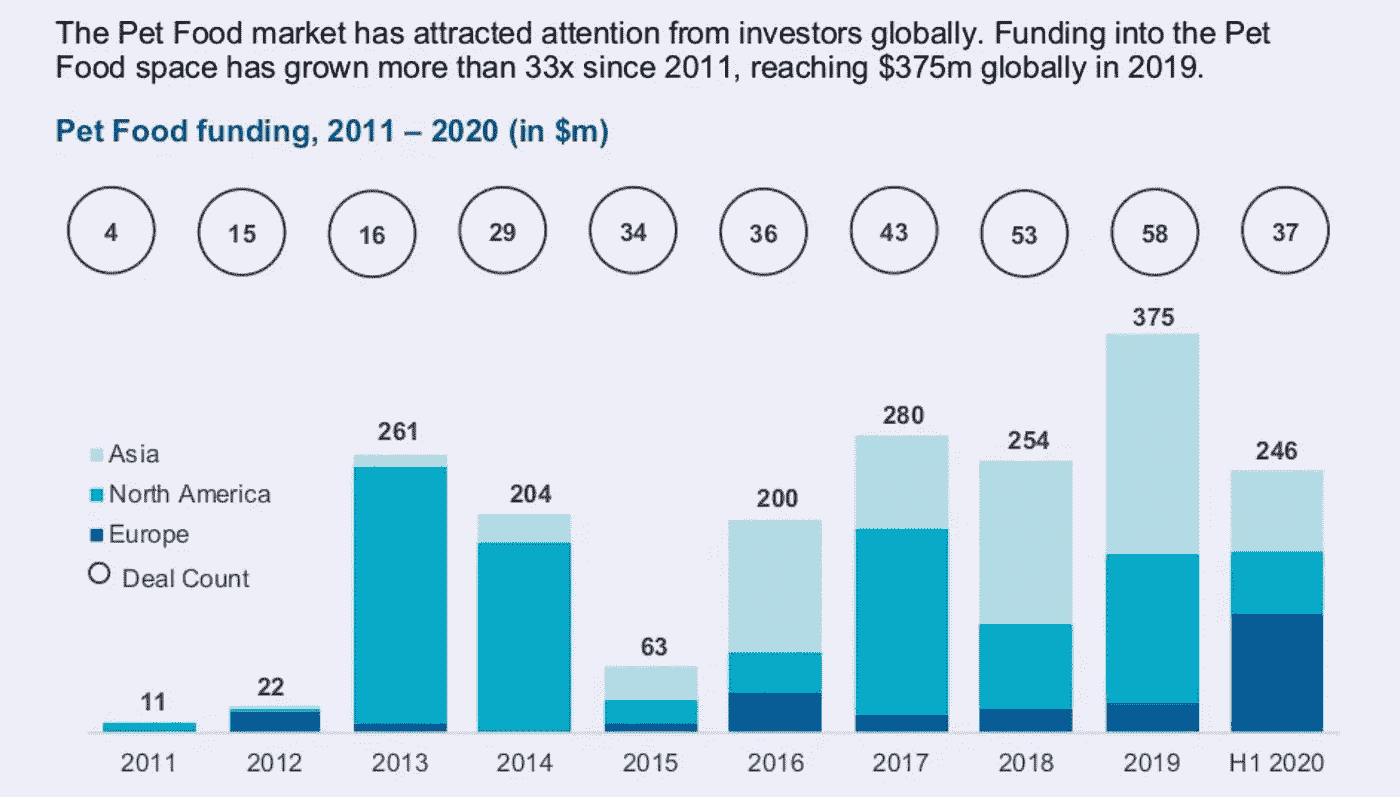 The Pet Food market has attracted attention from investors globally. Funding into the Pet
Food space has grown more than 33x since 2011, reaching $375m globally in 2019.
Pet Food funding, 2011 – 2020 (in $m)
4 15 16 29 34 36 43 53 58 37
375
280
261
254
246
Asia
204
200
North America
Europe
Deal Count
63
22
11
2011 2012 2013 2014 2015 2016 2017 2018 2019 H1 2020